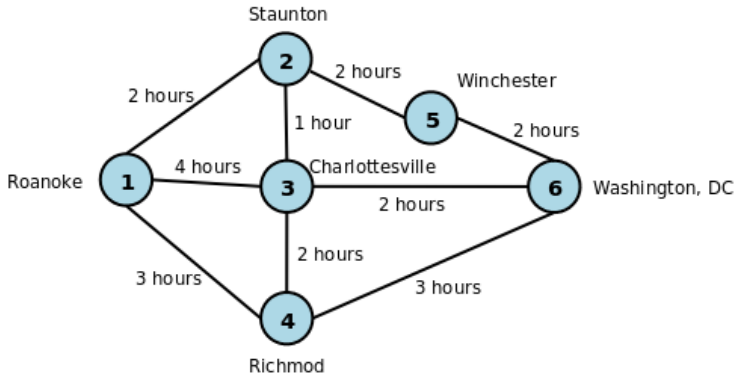 Staunton
2
2 hours
Winchester
2 hours
1 hour
5
2 hours
4 hours
Charlottesville
Roanoke
1
3
6
Washington, DC
2 hours
2 hours
3 hours
3 hours
4
Richmod